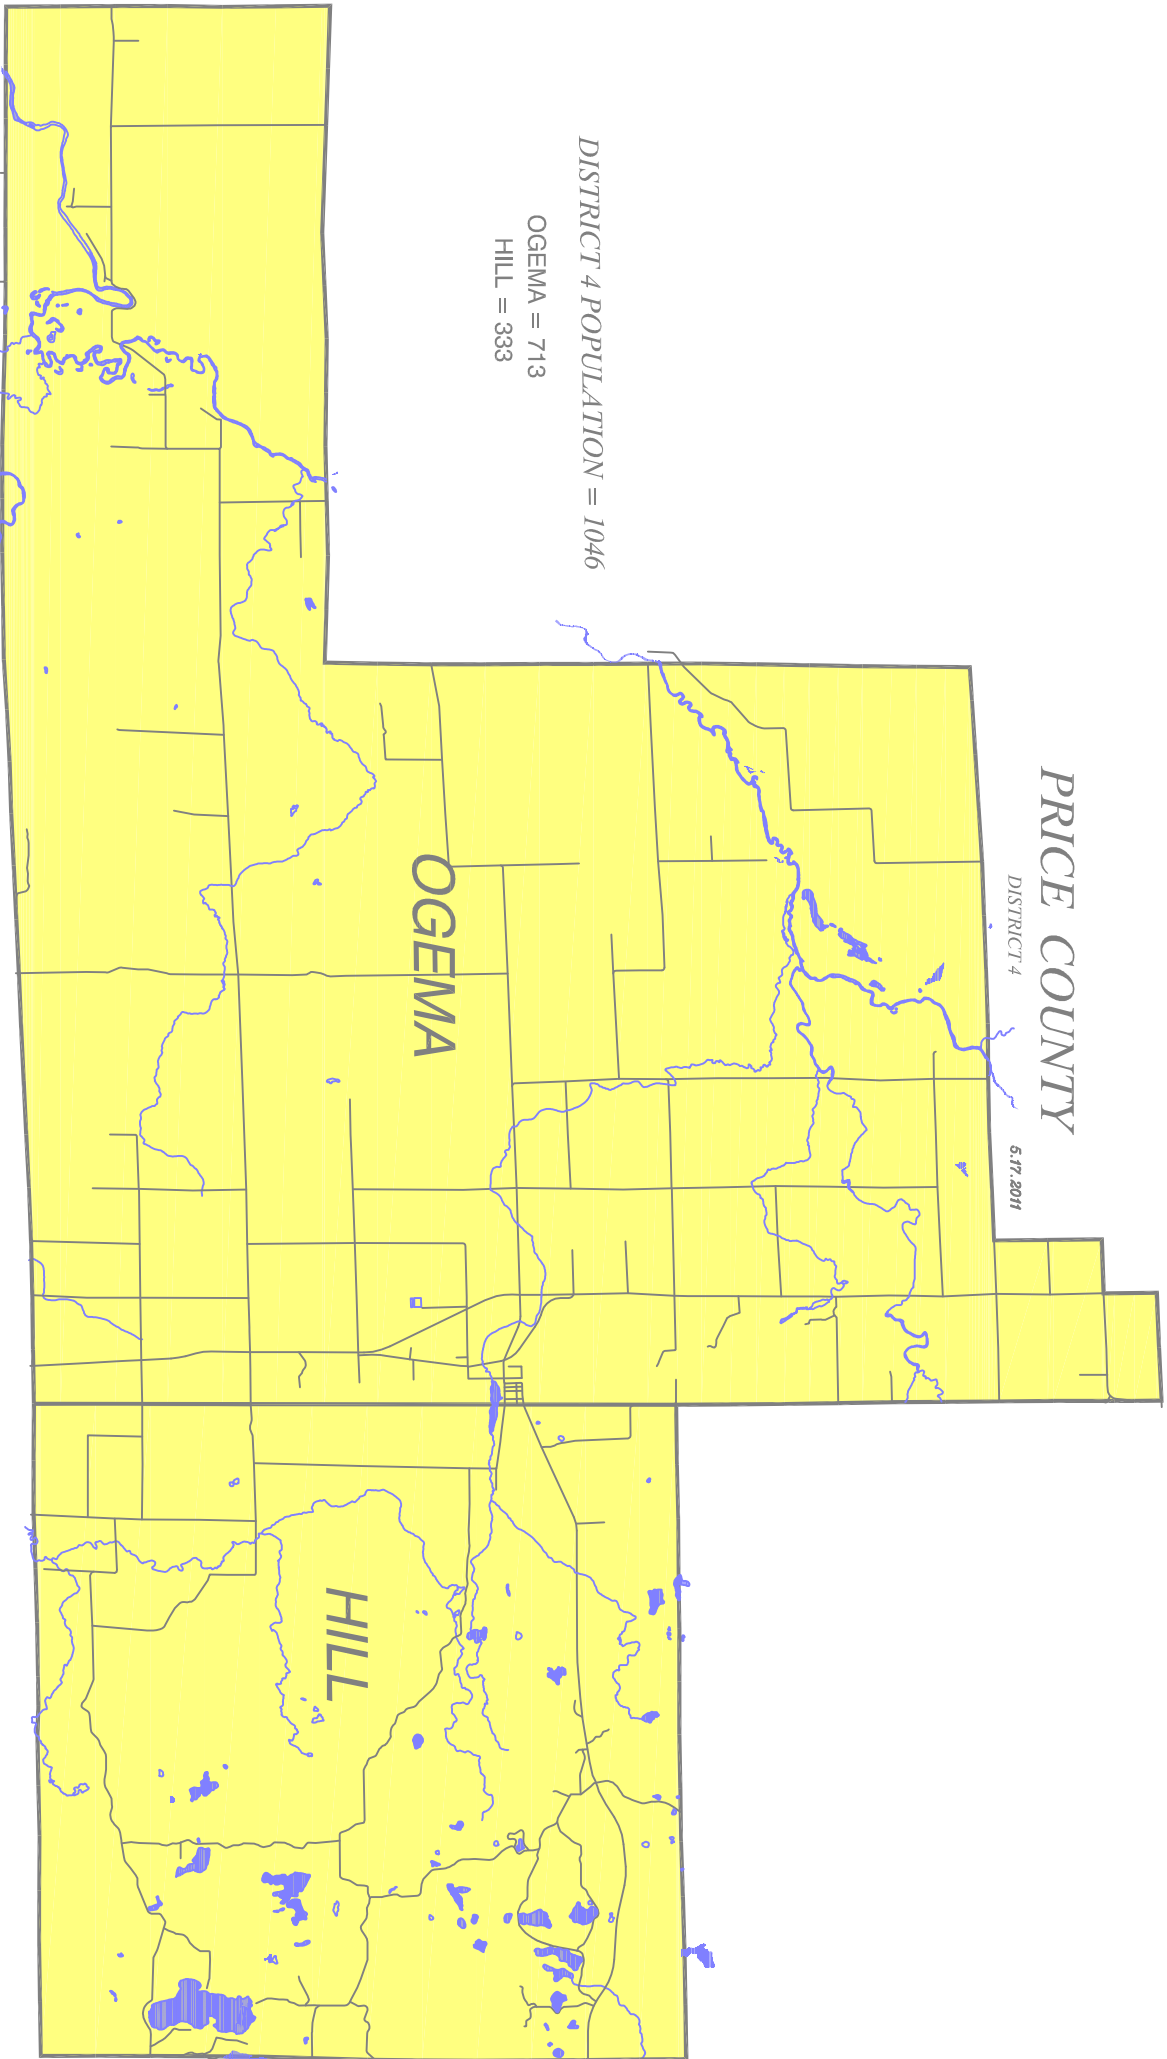 PRICE COUNTY
DISTRICT 4
5.17.2011
DISTRICT 4 POPULATION = 1046
OGEMA = 713
HILL = 333
OGEMA
HILL